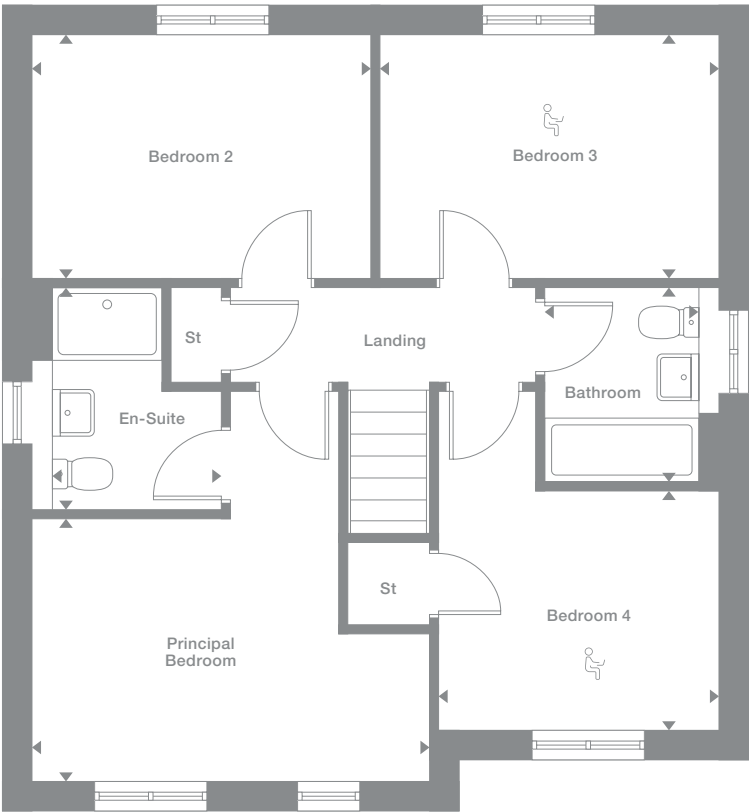 Bedroom 2
Bedroom 3
St
Landing
Bathroom
En-Suite
St
Bedroom 4
Principal
Bedroom